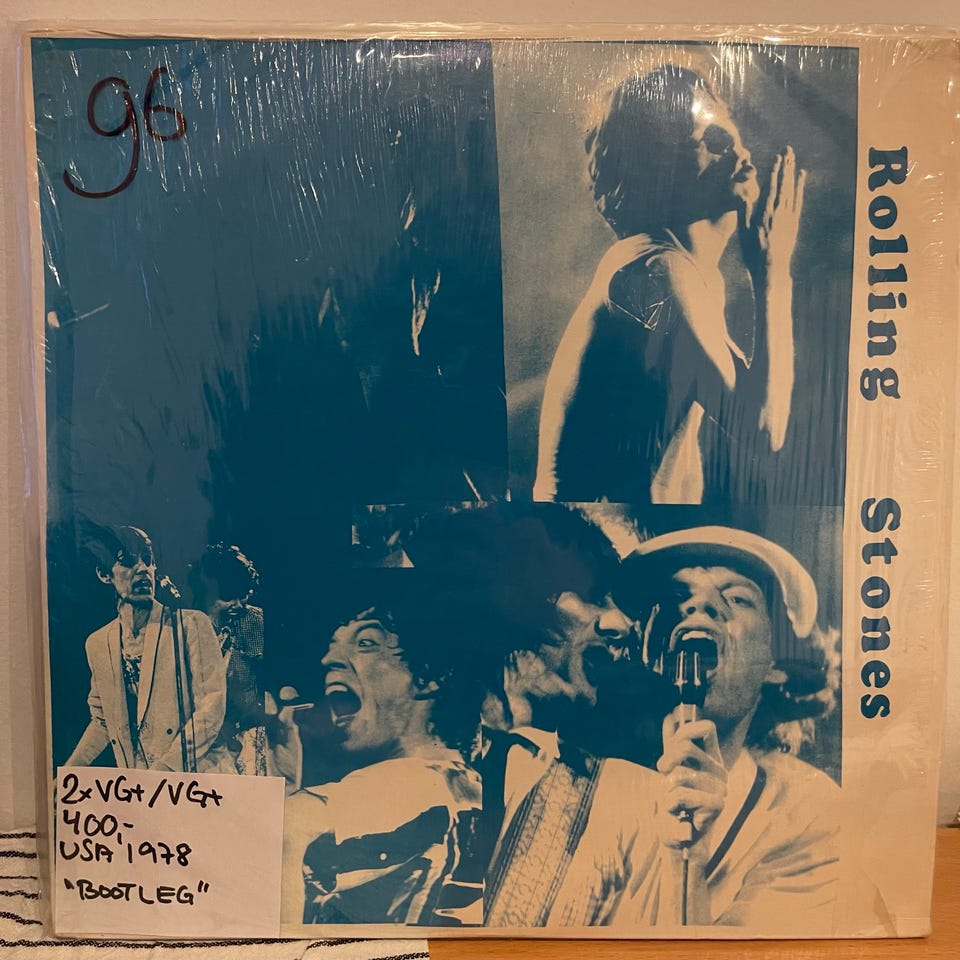 96
Rolling Stones
2xVG+/VG+
400,-
USA, 1978
"BOOTLEG"